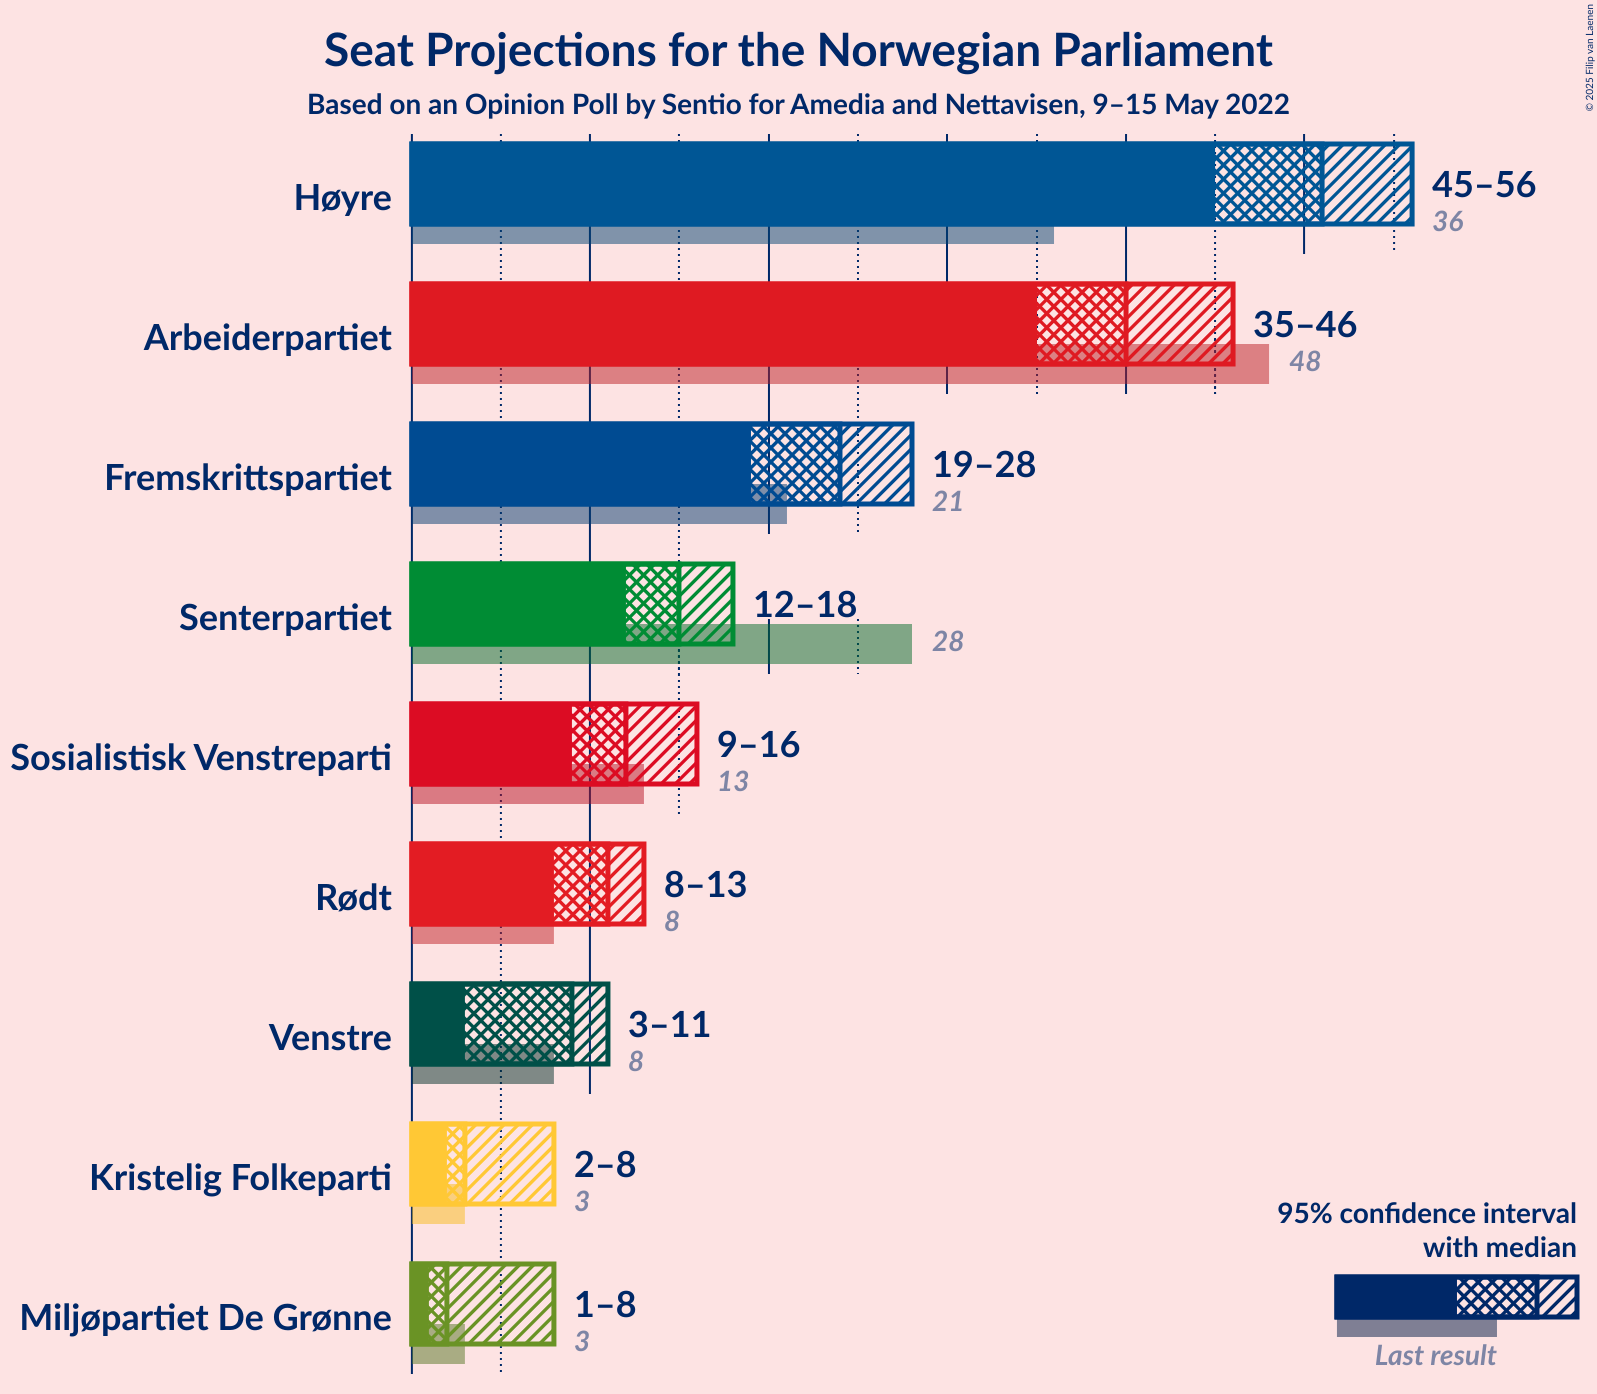 Seat Projections for the Norwegian Parliament
Based on an Opinion Poll by Sentio for Amedia and Nettavisen, 9–15 May 2022
© 2025 Filip van Laenen
Høyre
45–56
36
Arbeiderpartiet
35–46
48
Fremskrittspartiet
19–28
21
Senterpartiet
12–18
28
Sosialistisk Venstreparti
9–16
13
Rødt
8–13
8
Venstre
3–11
8
Kristelig Folkeparti
2–8
3
Miljøpartiet De Grønne
1–8
3
95% confidence interval
with median
Last result